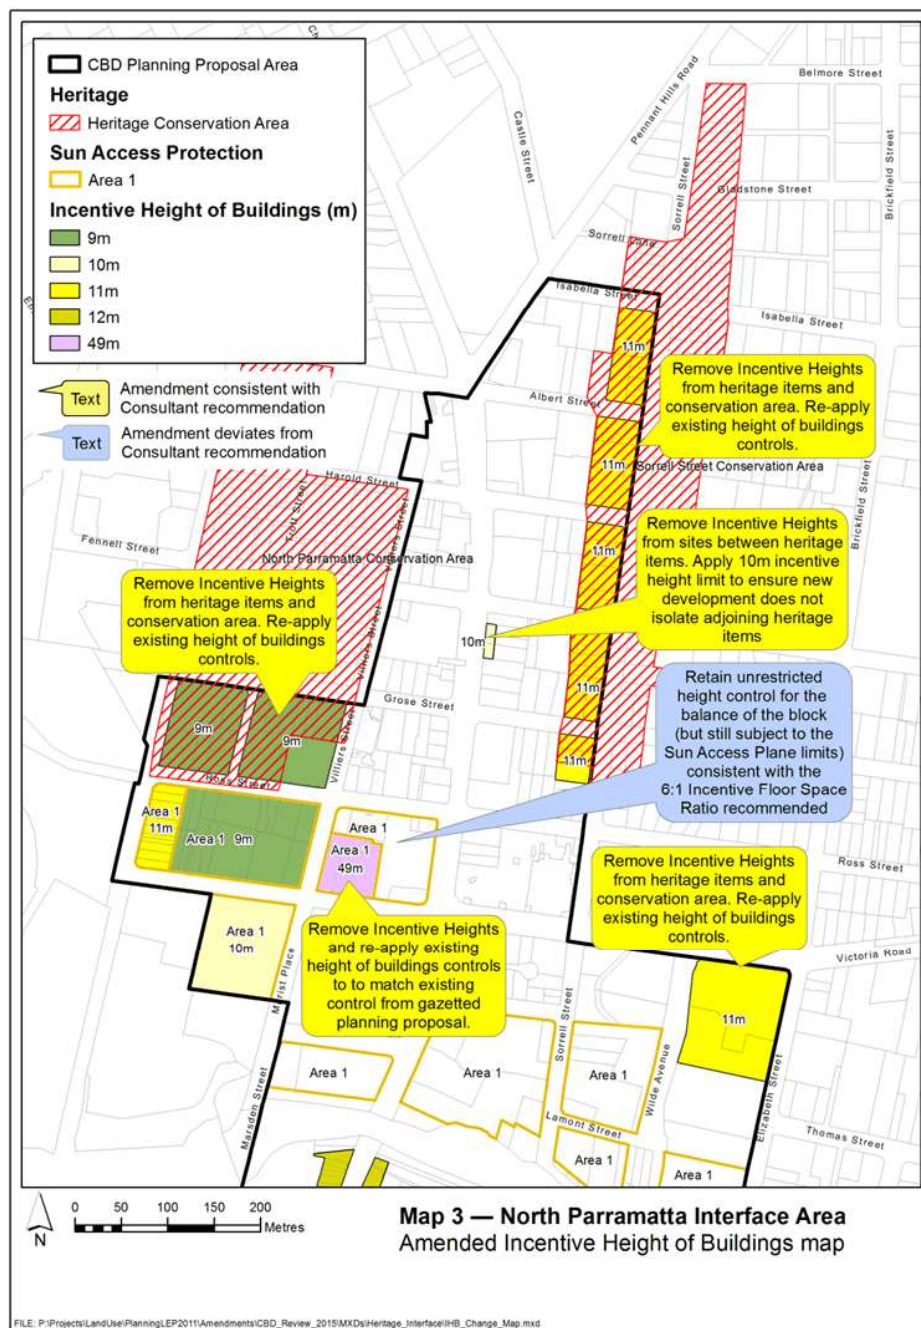 CBD Planning Proposal Area
Heritage
Heritage Conservation Area
Sun Access Protection
Area 1
Incentive Height of Buildings (m)
9m
10m
11m
12m
49m
Text
Amendment consistent with
Consultant recommendation
Text
Amendment deviates from
Consultant recommendation
Belmore Street
Pennant Hills Road
Castle Street
Sorrell Street
Gladstone Street
Brickfield Street
Sorrell Lane
Isabella Street
Isabella Street
11m
Remove Incentive Heights
from heritage items and
conservation area. Re-apply
existing height of buildings
controls.
Albert Street
11m
Sorrell Street Conservation Area
Harold Street
Trott Street
Villiers Street
Brickfield Street
Fennell Street
North Parramatta Conservation Area
11m
Remove Incentive Heights
from sites between heritage
items. Apply 10m incentive
height limit to ensure new
development does not
isolate adjoining heritage
items
Remove Incentive Heights
from heritage items and
conservation area. Re-apply
existing height of buildings
controls.
Villiers Street
10m
11m
Grose Street
9m
9m
Villiers Street
11m
Retain unrestricted
height control for the
balance of the block
(but still subject to the
Sun Access Plane limits)
consistent with the
6:1 Incentive Floor Space
Ratio recommended
Ross Street
Area 1
11m
Area 1 9m
Area 1
Area 1
49m
Ross Street
Remove Incentive Heights
from heritage items and
conservation area. Re-apply
existing height of buildings
controls.
Area 1
10m
Remove Incentive Heights
and re-apply existing
height of buildings controls
to to match existing
control from gazetted
planning proposal.
Marist Place
Victoria Road
11m
Sorrell Street
Area 1
Area 1
Area 1
Wilde Avenue
Marsden Street
Lamont Street
Elizabeth Street
Thomas Street
Area 1
Area 1
N
0 50 100 150 200
Metres
Map 3 — North Parramatta Interface Area
Amended Incentive Height of Buildings map
FILE: P:\Projects\LandUse\PlanningLEP2011\Amendments\CBD_Review_2015\MXDs\Heritage_Interface\IHB_Change_Map.mxd